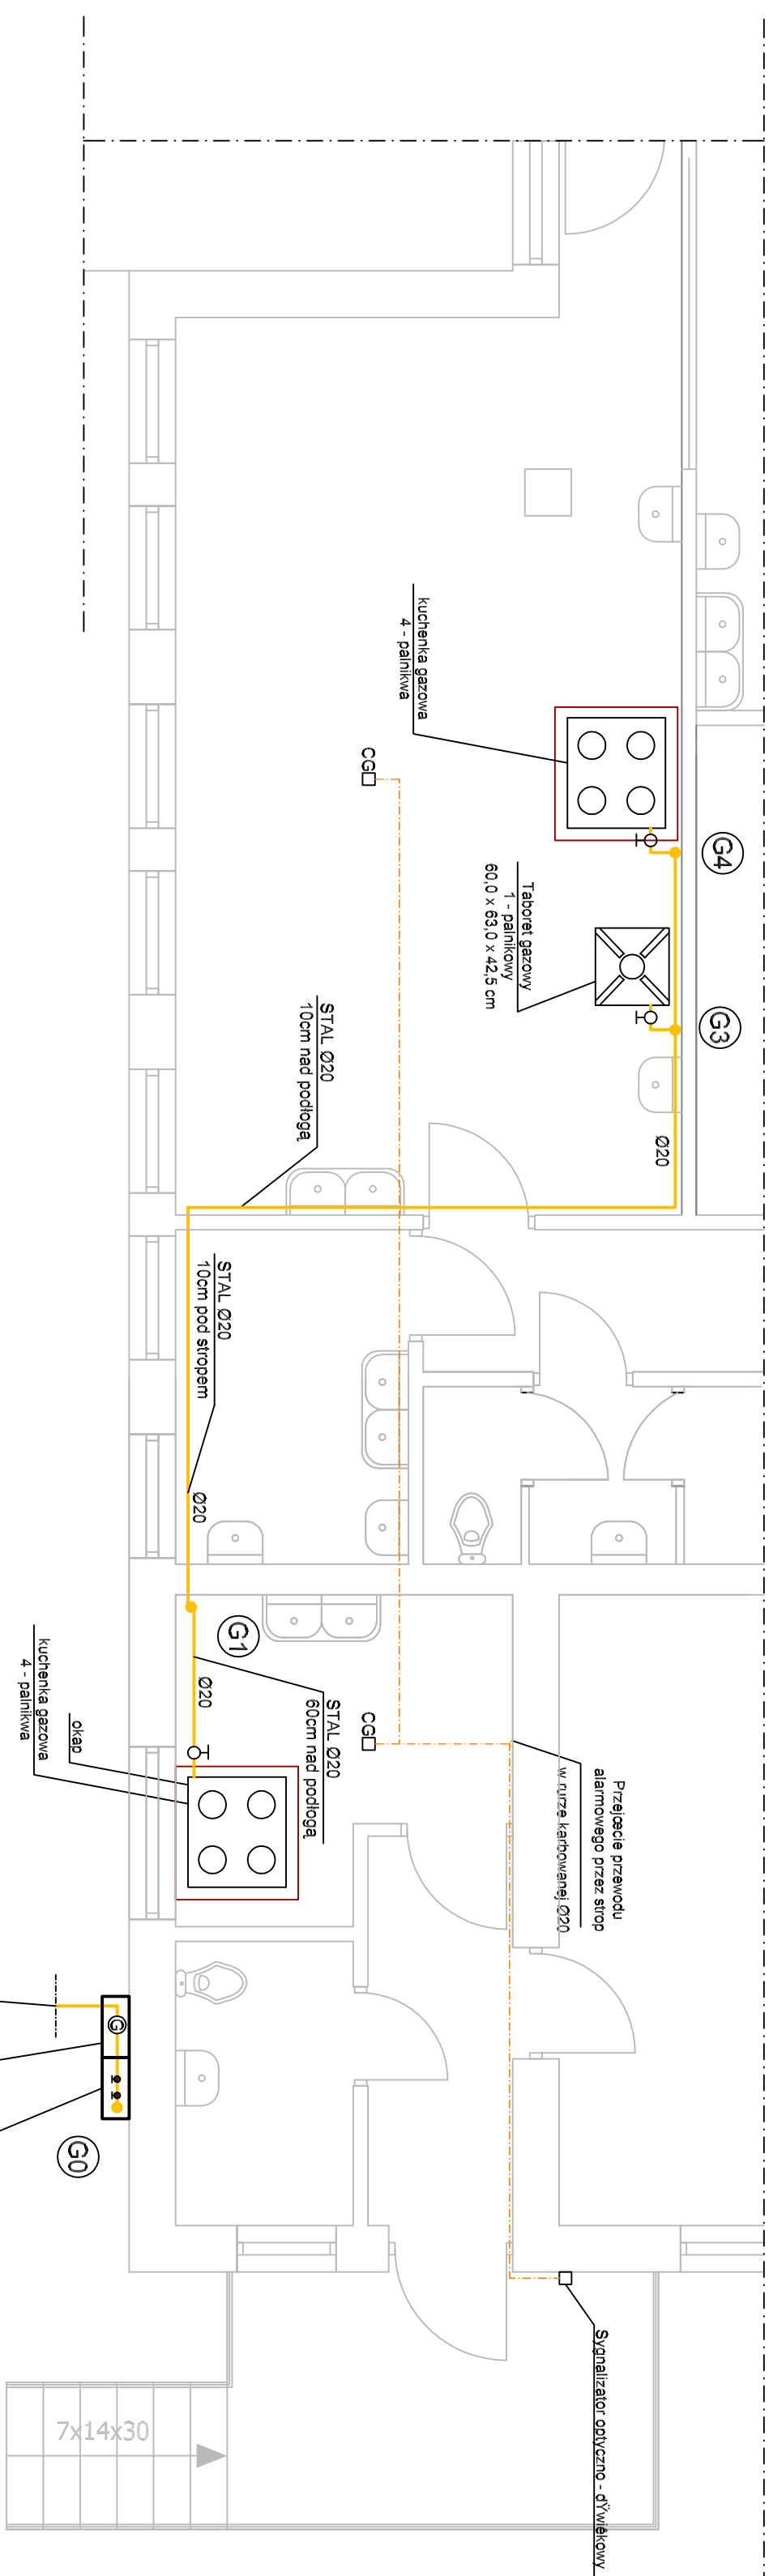 kuchenka gazowa
4 - palnikwa
CG
G4
Taboret gazowy
1 - palnikowy
60,0 x 63,0 x 42,5 cm
G3
STAL Ø20
10cm nad podłogą
Ø20
STAL Ø20
10cm pod stropem
Ø20
G1
Ø20
STAL Ø20
60cm nad podłogą
CG
kuchenka gazowa
4 - palnikwa
okap
Przejœcie przewodu
alarmowego przez strop
w rurze karbowanej Ø20
G
G0
Sygnalizator optyczno - dŸwiêkowy
7x14x30